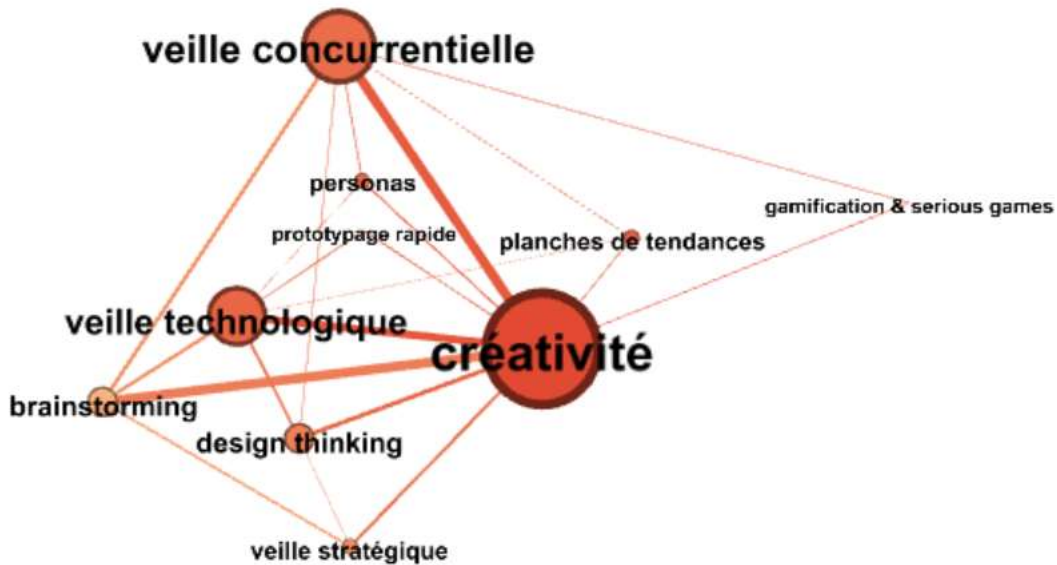 veille concurrentielle
personas
gamification & serious games
prototypage rapide
planches de tendances
veille technologique
créativité
brainstorming
design thinking
veille stratégique